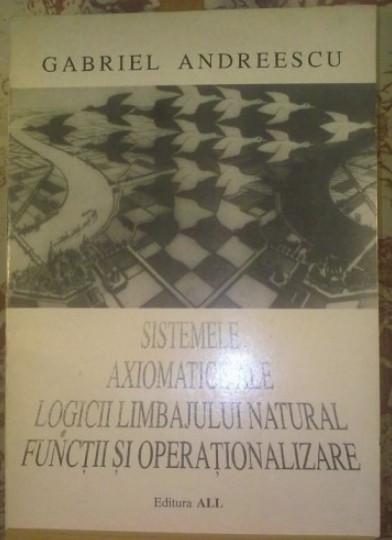 GABRIEL ANDREESCU
SISTEMELE
AXIOMATICE ALE
LOGICII LIMBAJULUI NATURAL
FUNCȚII ȘI OPERAȚIONALIZARE
Editura ALL